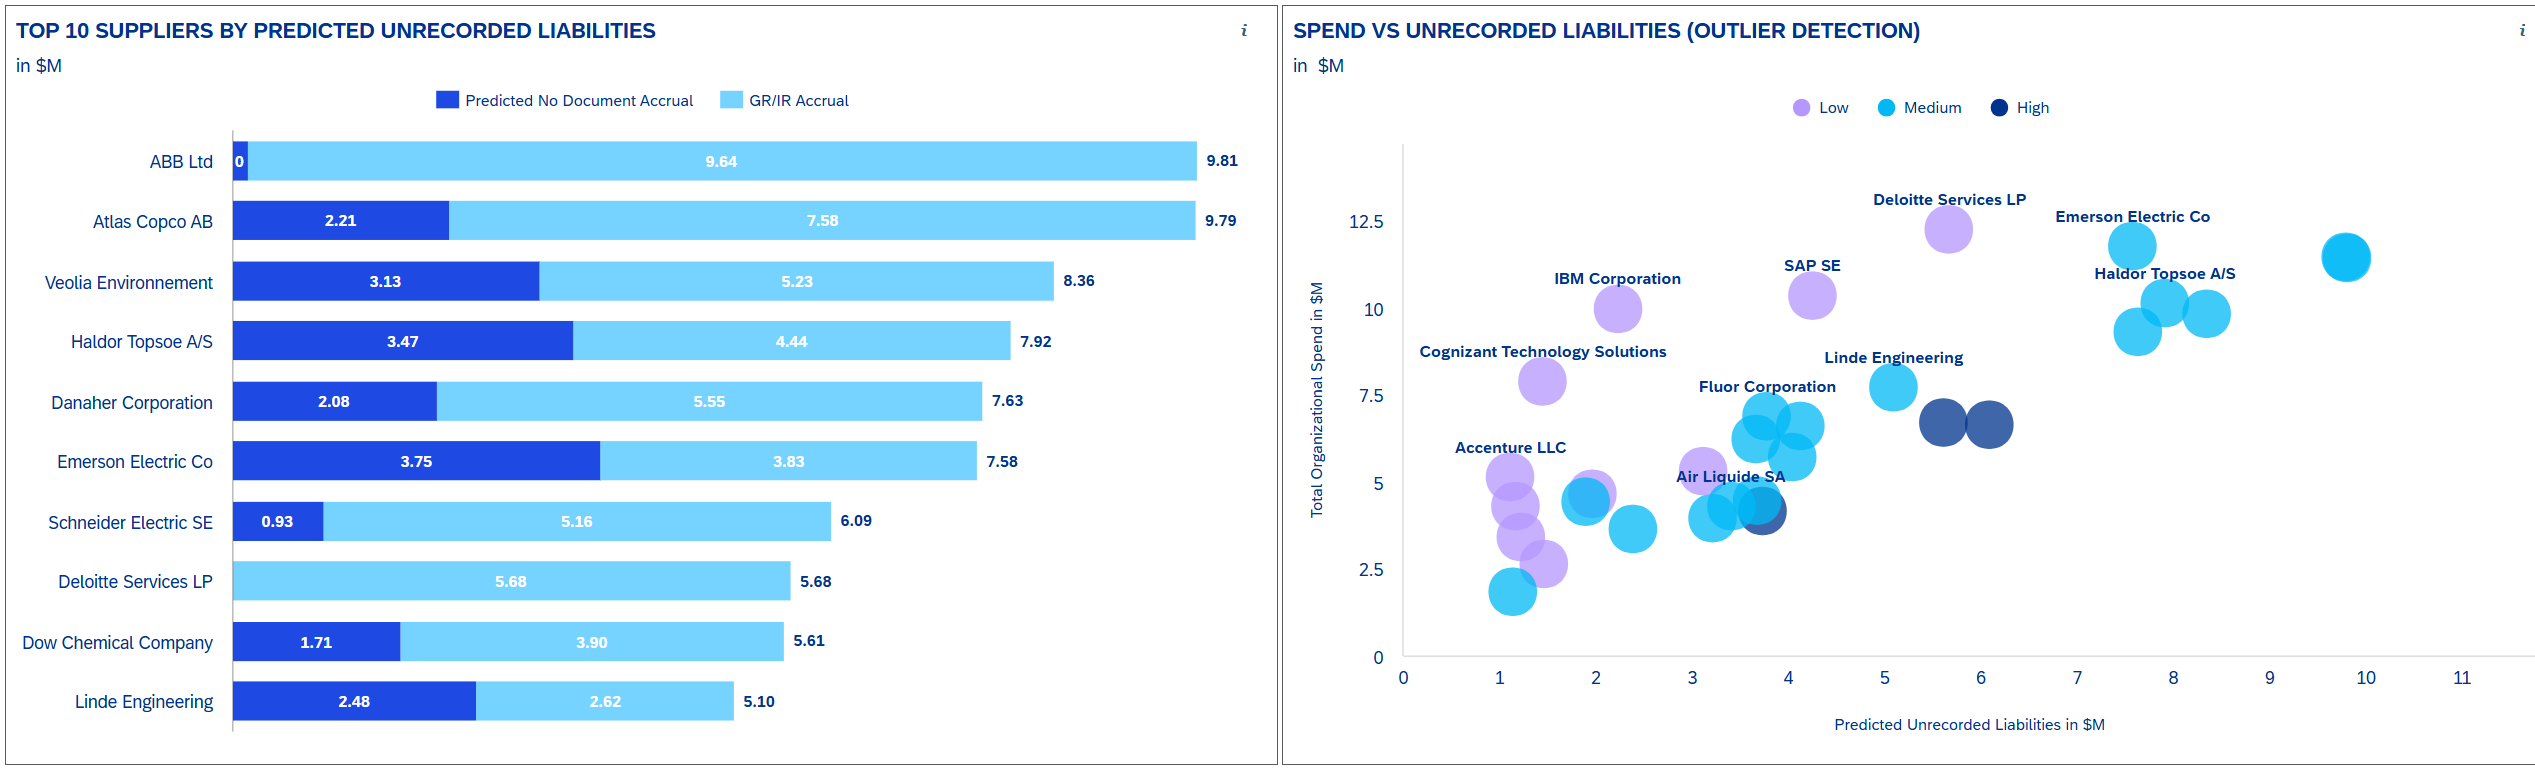 TOP 10 SUPPLIERS BY PREDICTED UNRECORDED LIABILITIES
i
in $M
Predicted No Document Accrual
GR/IR Accrual
ABB Ltd
0
9.64
9.81
Atlas Copco AB
2.21
7.58
9.79
Veolia Environnement
3.13
5.23
8.36
Haldor Topsoe A/S
3.47
4.44
7.92
Danaher Corporation
2.08
5.55
7.63
Emerson Electric Co
3.75
3.83
7.58
Schneider Electric SE
0.93
5.16
6.09
Deloitte Services LP
5.68
5.68
Dow Chemical Company
1.71
3.90
5.61
Linde Engineering
2.48
2.62
5.10
SPEND VS UNRECORDED LIABILITIES (OUTLIER DETECTION)
i
in $M
Low
Medium
High
Total Organizational Spend in $M
12.5
10
7.5
5
2.5
0
Deloitte Services LP
Emerson Electric Co
SAP SE
Haldor Topsoe A/S
IBM Corporation
Cognizant Technology Solutions
Linde Engineering
Fluor Corporation
Accenture LLC
Air Liquide SA
0
1
2
3
4
5
6
7
8
9
10
11
Predicted Unrecorded Liabilities in $M